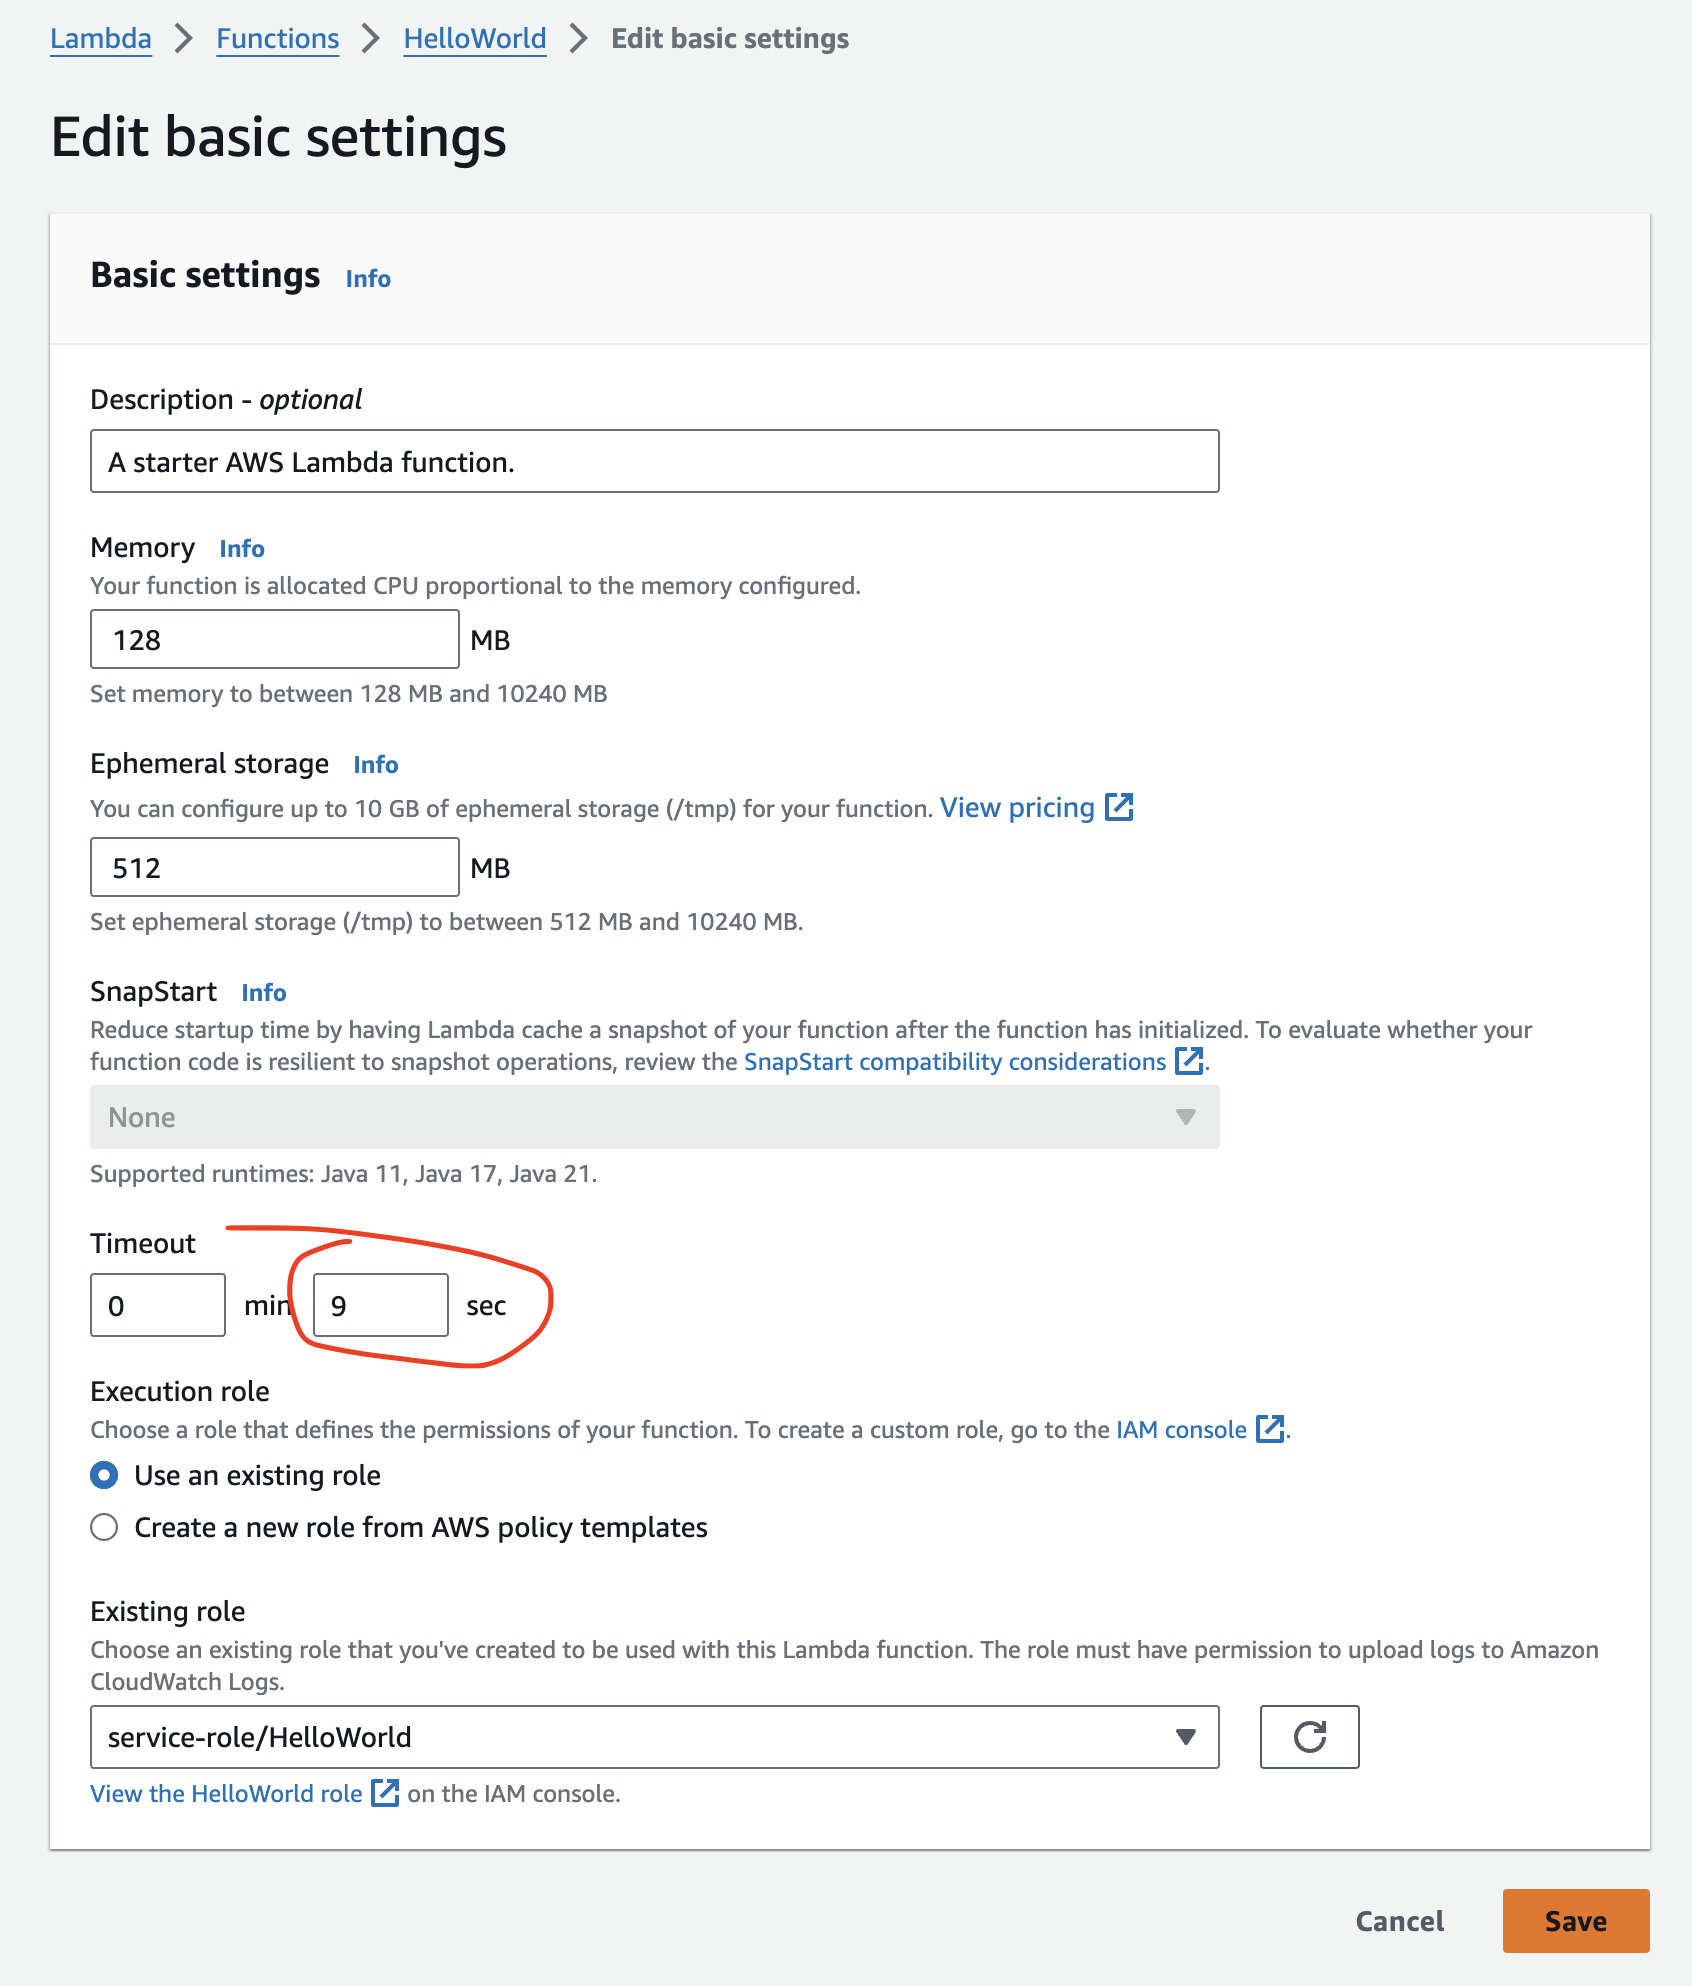 Lambda > Functions > HelloWorld > Edit basic settings
Edit basic settings
Basic settings Info
Description - optional
A starter AWS Lambda function.
Memory Info
Your function is allocated CPU proportional to the memory configured.
128 MB
Set memory to between 128 MB and 10240 MB
Ephemeral storage Info
You can configure up to 10 GB of ephemeral storage (/tmp) for your function. View pricing
512 MB
Set ephemeral storage (/tmp) to between 512 MB and 10240 MB.
SnapStart Info
Reduce startup time by having Lambda cache a snapshot of your function after the function has initialized. To evaluate whether your
function code is resilient to snapshot operations, review the SnapStart compatibility considerations .
None
Supported runtimes: Java 11, Java 17, Java 21.
Timeout
0 min 9 sec
Execution role
Choose a role that defines the permissions of your function. To create a custom role, go to the IAM console .
Use an existing role
Create a new role from AWS policy templates
Existing role
Choose an existing role that you've created to be used with this Lambda function. The role must have permission to upload logs to Amazon
CloudWatch Logs.
service-role/HelloWorld
View the HelloWorld role on the IAM console.
Cancel Save